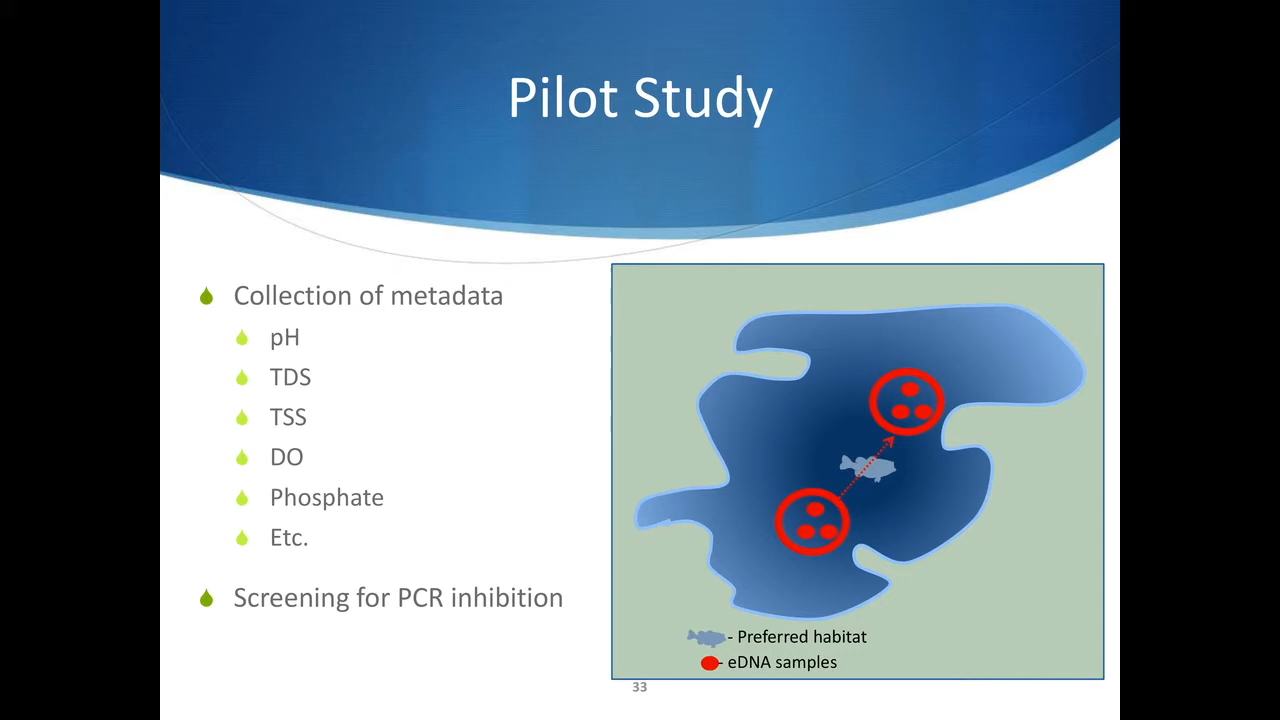 Pilot Study
Collection of metadata
pH
TDS
TSS
DO
Phosphate
Etc.
Screening for PCR inhibition
- Preferred habitat
- eDNA samples
33